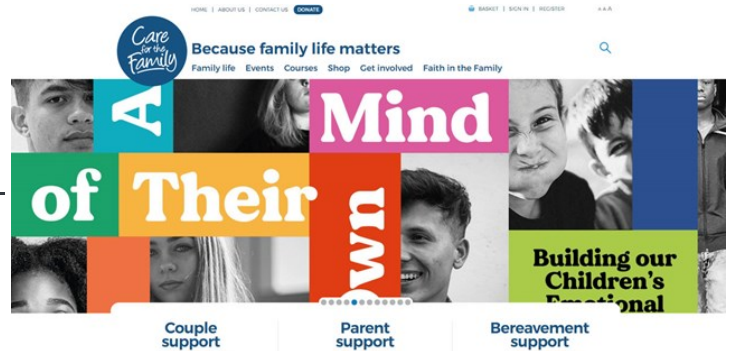 HOME | ABOUT US | CONTACT US DONATE
BASKET | SIGN IN | REGISTER
A A A
Care
for the
Family
Because family life matters
Family life Events Courses Shop Get involved Faith in the Family
A
Mind
of Their
Own
Building our
Children's
Emotional
Couple
support
Parent
support
Bereavement
support